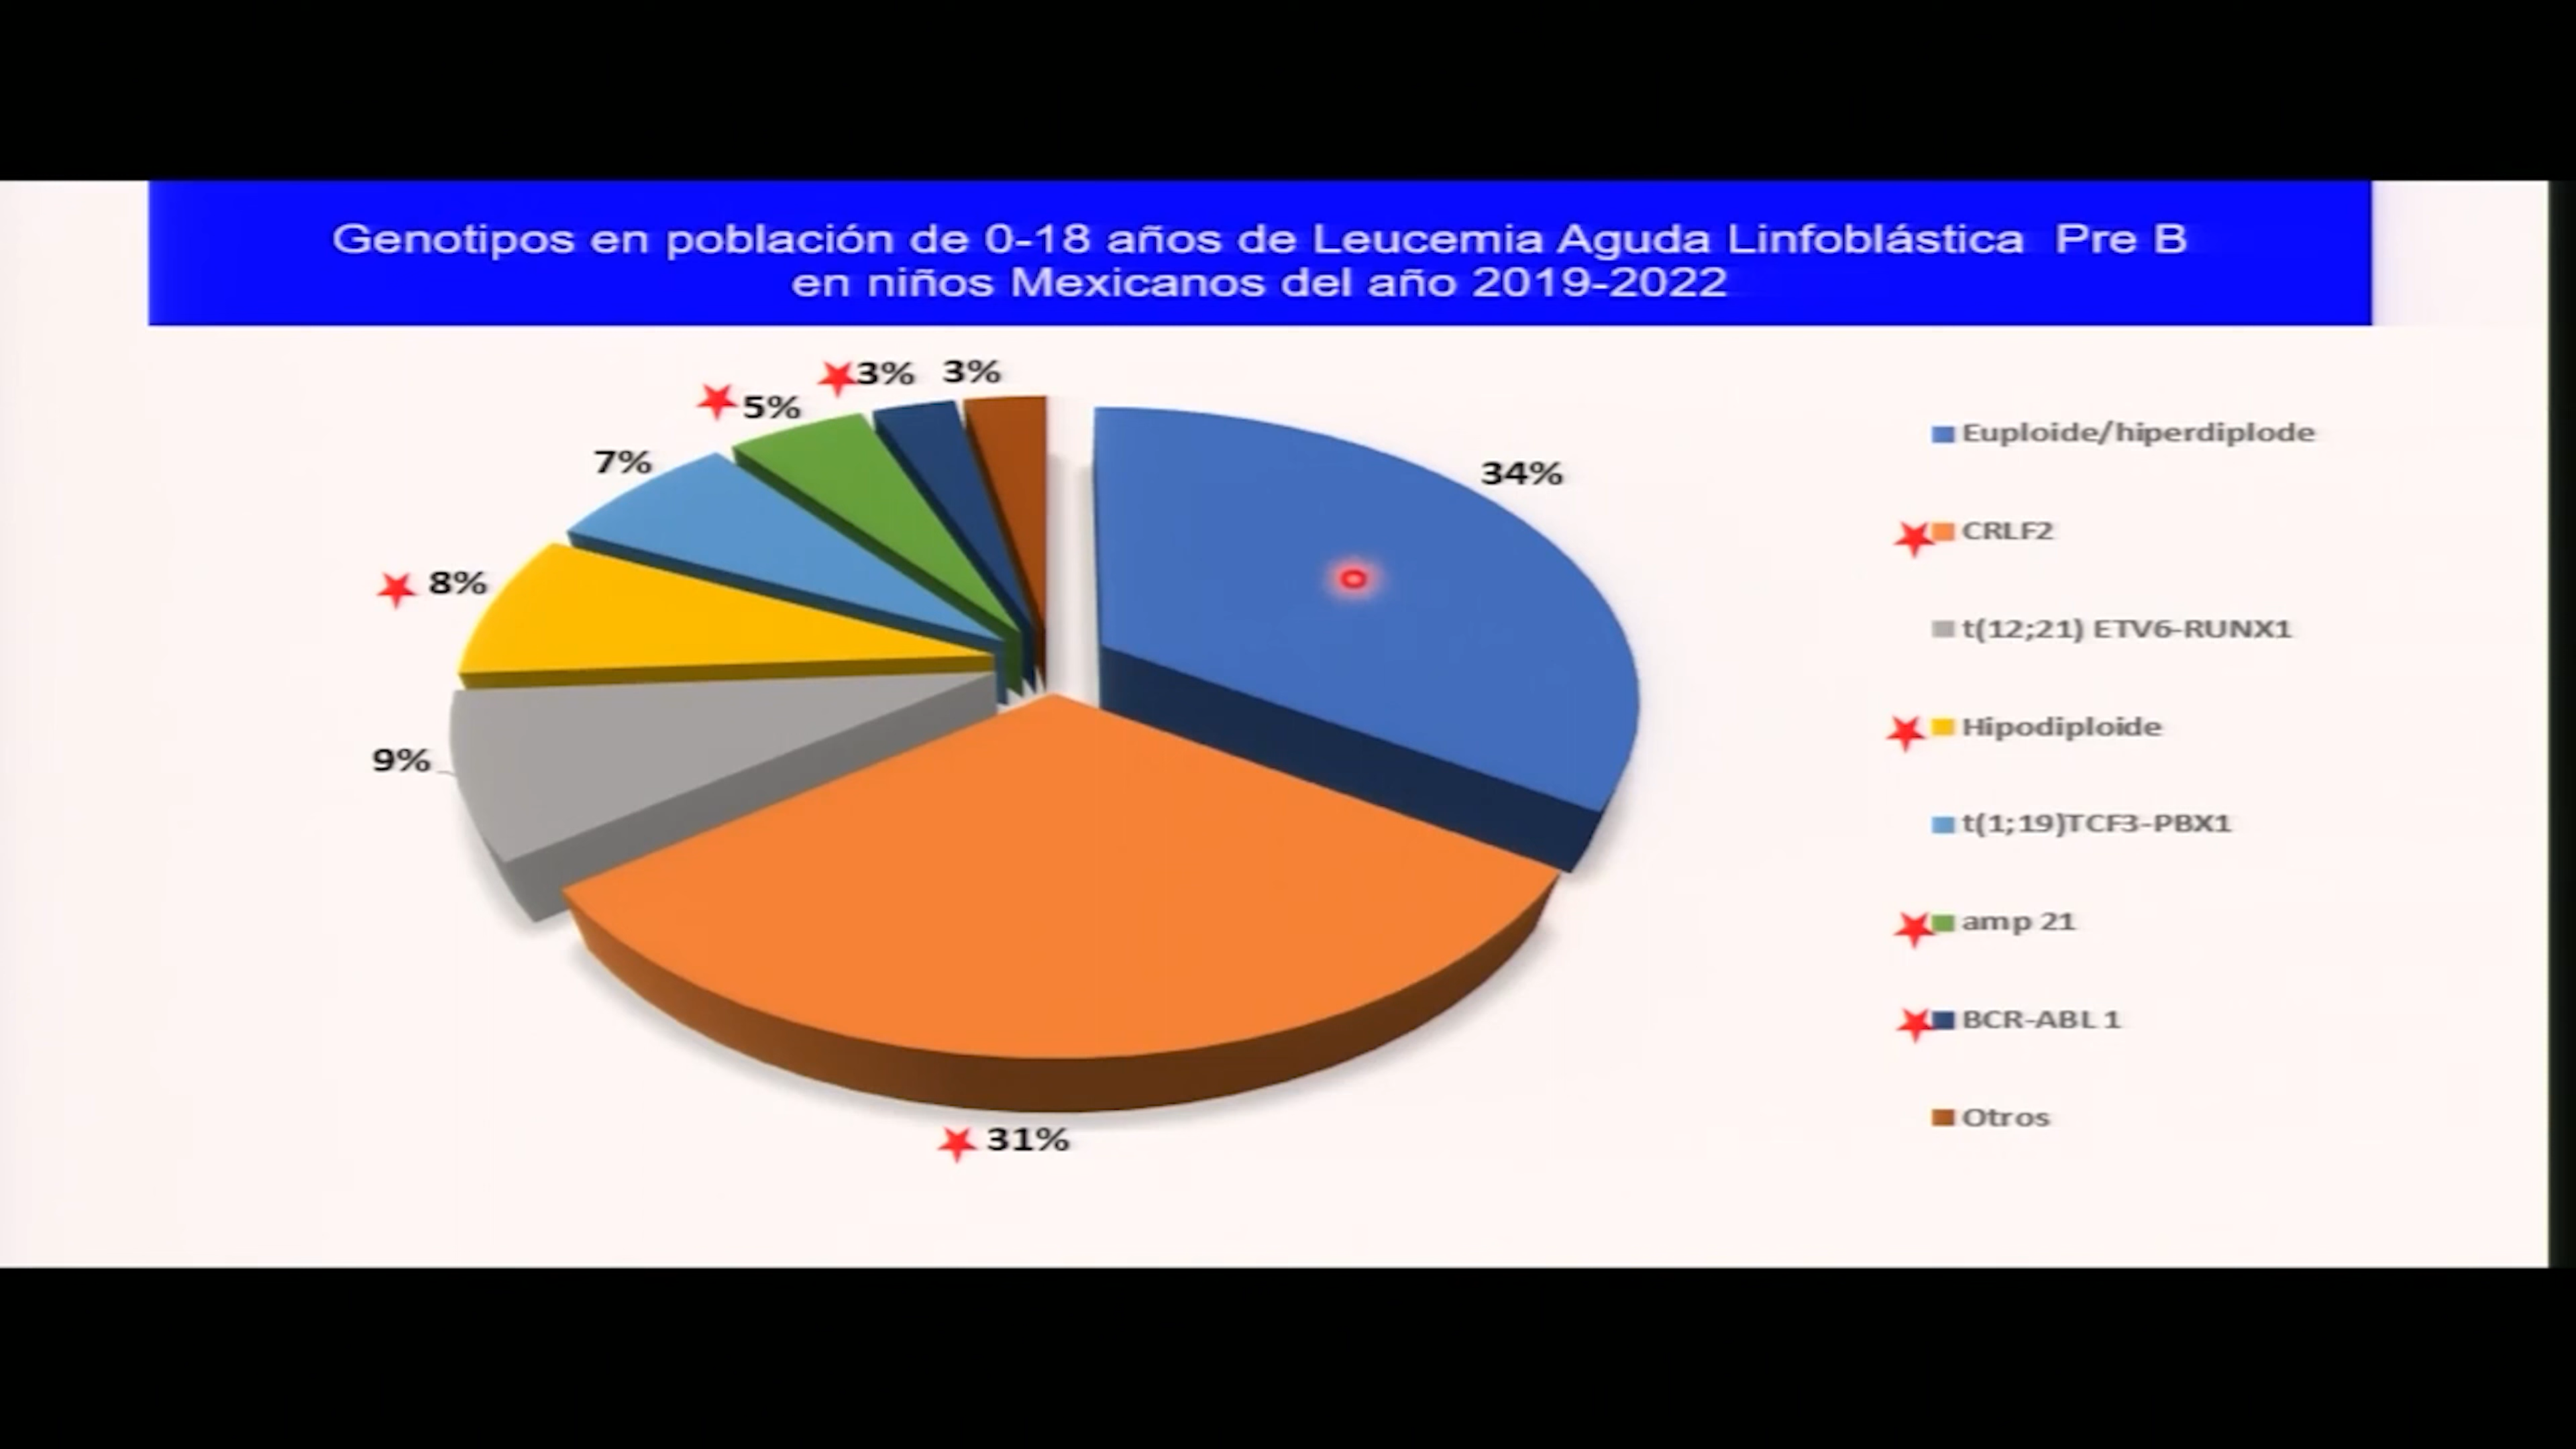 Genotipos en población de 0-18 años de Leucemia Aguda Linfoblástica Pre B
en niños Mexicanos del año 2019-2022
3% 3%
5%
7%
34%
8%
9%
31%
Euploide/hiperdiplode
CRLF2
t(12;21) ETV6-RUNX1
Hipodiploide
t(1;19)TCF3-PBX1
amp 21
BCR-ABL 1
Otros